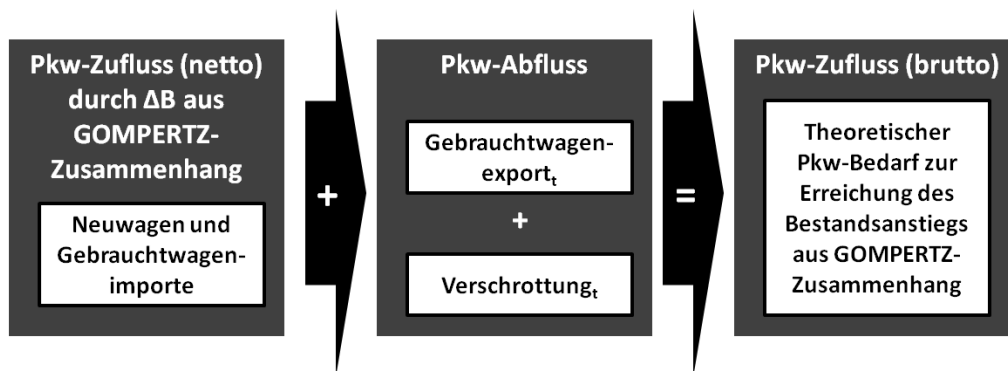 Pkw-Zufluss (netto)
durch ΔB aus
GOMPERTZ-
Zusammenhang
Neuwagen und
Gebrauchtwagen-
importe
+
Pkw-Abfluss
Gebrauchtwagen-
exportₜ
+
Verschrottungₜ
=
Pkw-Zufluss (brutto)
Theoretischer
Pkw-Bedarf zur
Erreichung des
Bestandsanstiegs
aus GOMPERTZ-
Zusammenhang